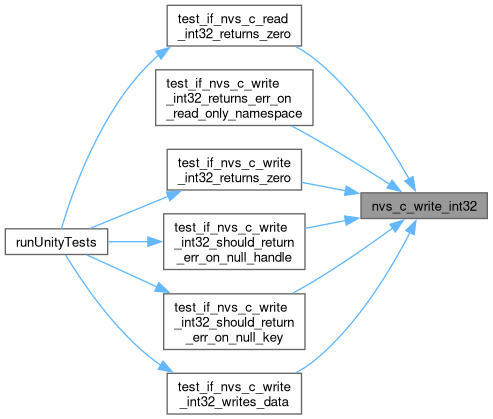 test_if_nvs_c_read
_int32_returns_zero
test_if_nvs_c_write
_int32_returns_err_on
_read_only_namespace
test_if_nvs_c_write
_int32_returns_zero
nvs_c_write_int32
runUnityTests
test_if_nvs_c_write
_int32_should_return
_err_on_null_handle
test_if_nvs_c_write
_int32_should_return
_err_on_null_key
test_if_nvs_c_write
_int32_writes_data